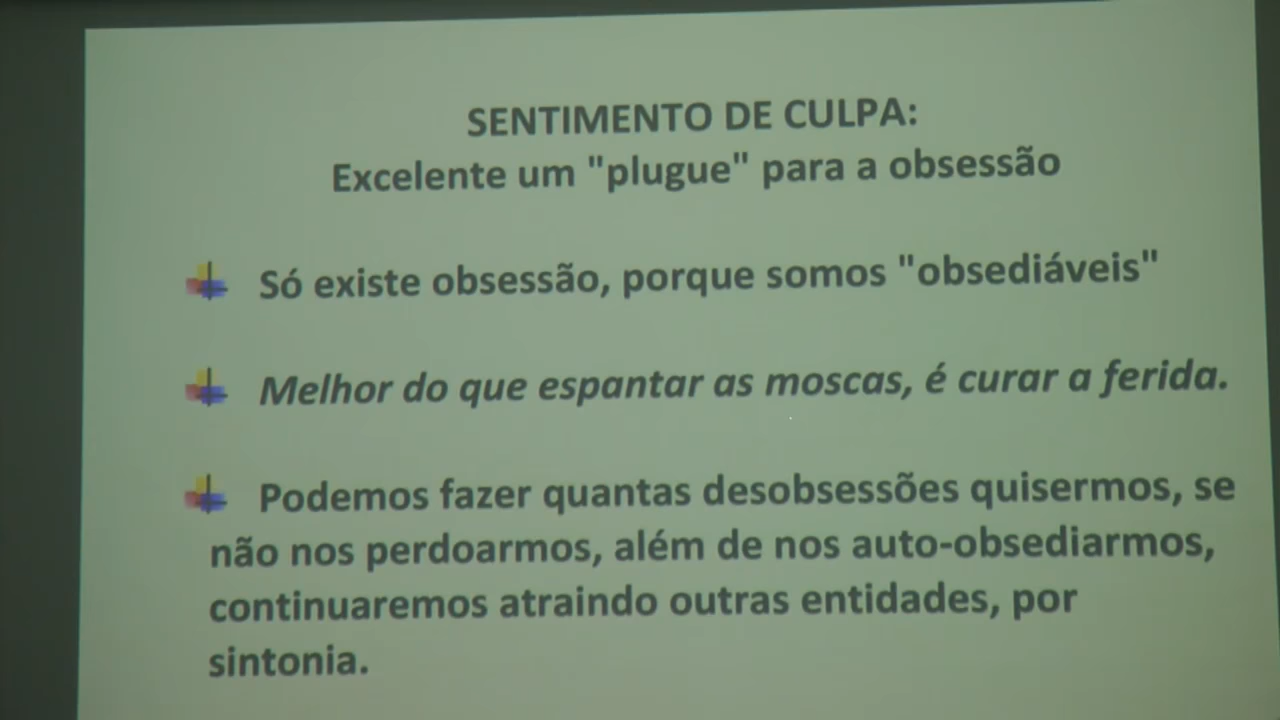 SENTIMENTO DE CULPA:
Excelente um "plugue" para a obsessão
Só existe obsessão, porque somos "obsediáveis"
Melhor do que espantar as moscas, é curar a ferida.
Podemos fazer quantas desobsessões quisermos, se
não nos perdoarmos, além de nos auto-obsediarmos,
continuaremos atraindo outras entidades, por
sintonia.